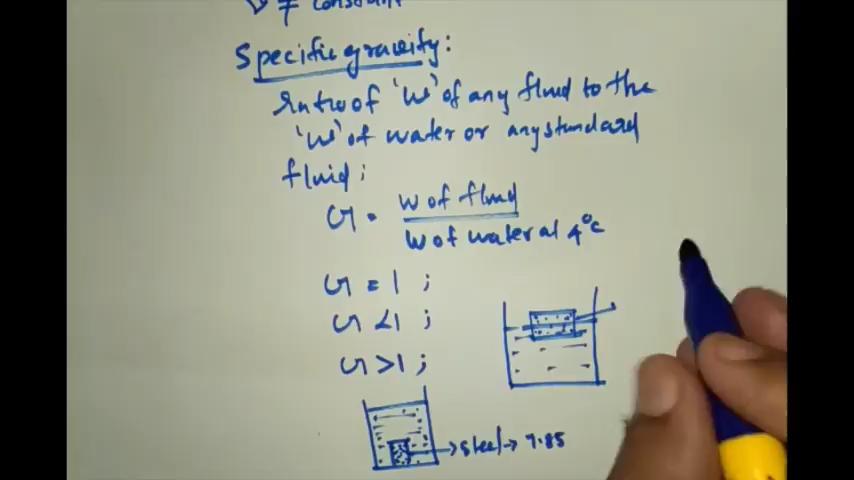 ≠ constant
Specific gravity:
Ratio of 'W' of any fluid to the
'W' of water or any standard
fluid;
G = W of fluid / W of water at 4°C
G = 1 ;
G < 1 ;
G > 1 ;
steel → 7.85